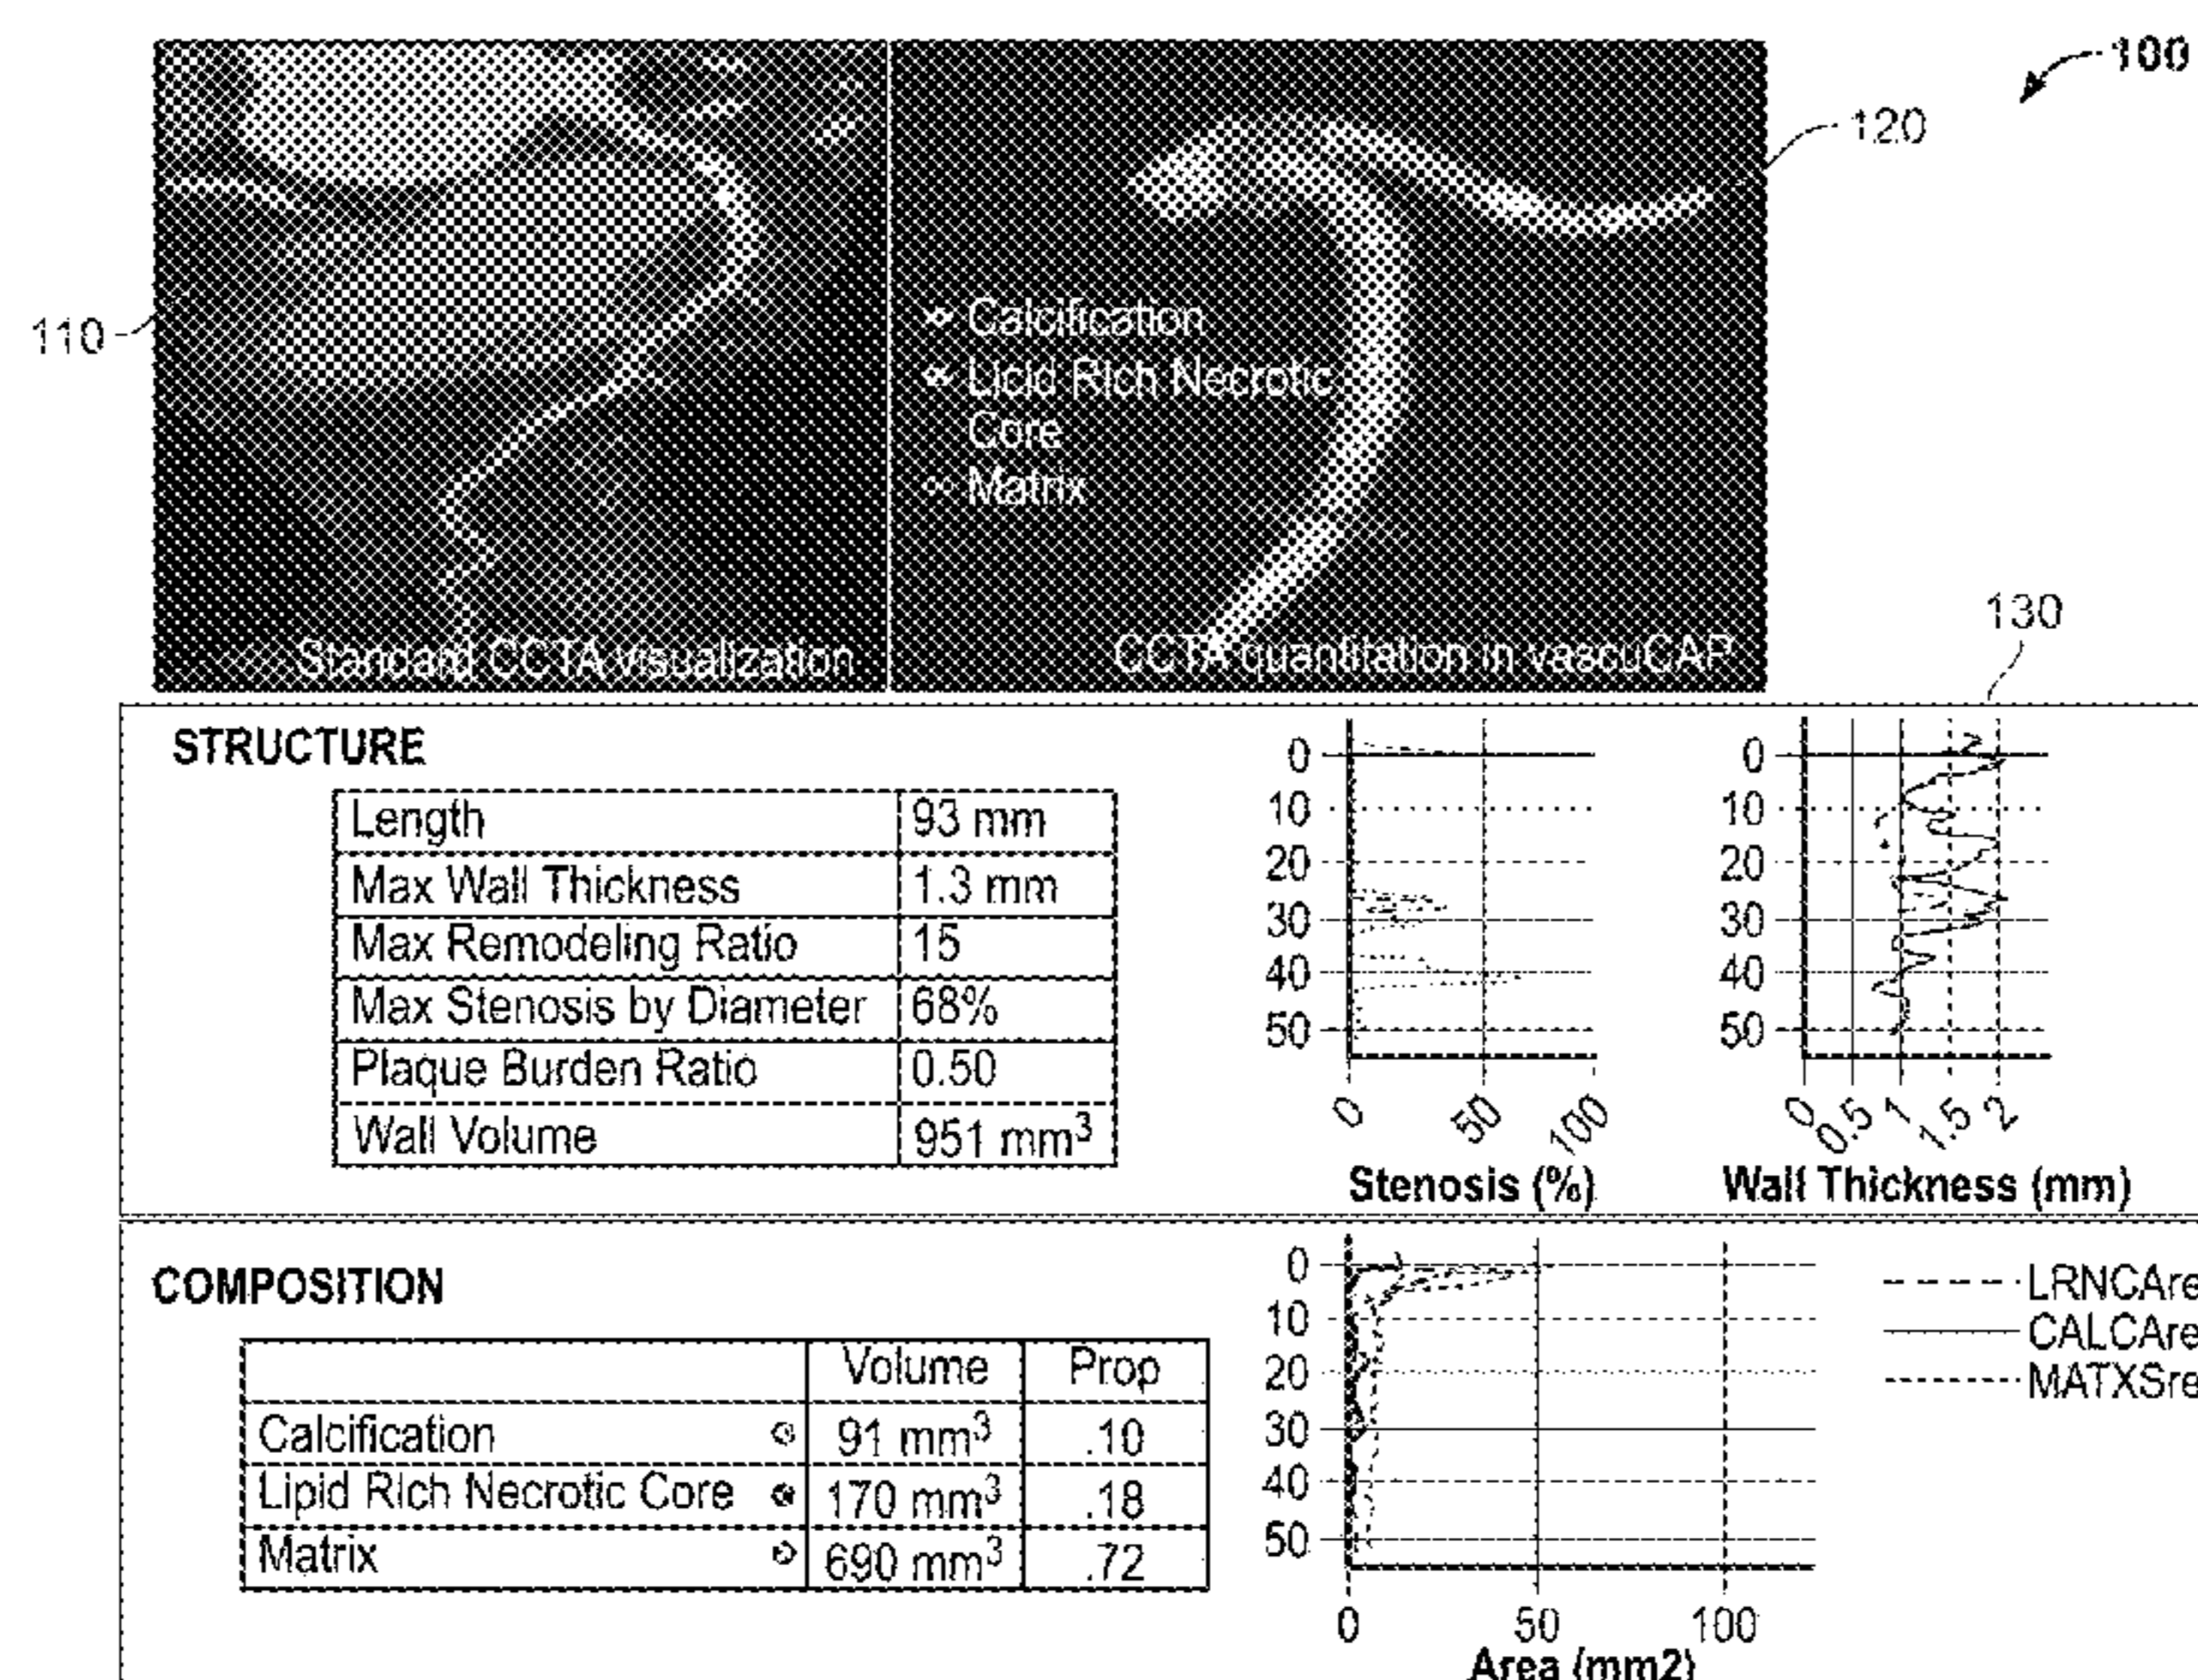 100
120
110
Calcification
Licid Rich Necrotic
Core
Matrix
Standard CCTA visualization
CCTA quantitation in vascuCAP
130
STRUCTURE
Length 93 mm
Max Wall Thickness 1.3 mm
Max Remodeling Ratio 15
Max Stenosis by Diameter 68%
Plaque Burden Ratio 0.50
Wall Volume 951 mm³
0
10
20
30
40
50
0 50 100
Stenosis (%)
0
10
20
30
40
50
0 0.5 1 1.5 2
Wall Thickness (mm)
COMPOSITION
Volume Prop
Calcification 91 mm³ .10
Lipid Rich Necrotic Core 170 mm³ .18
Matrix 690 mm³ .72
0
10
20
30
40
50
0 50 100
Area (mm2)
LRNCAre
CALCAre
MATXSre